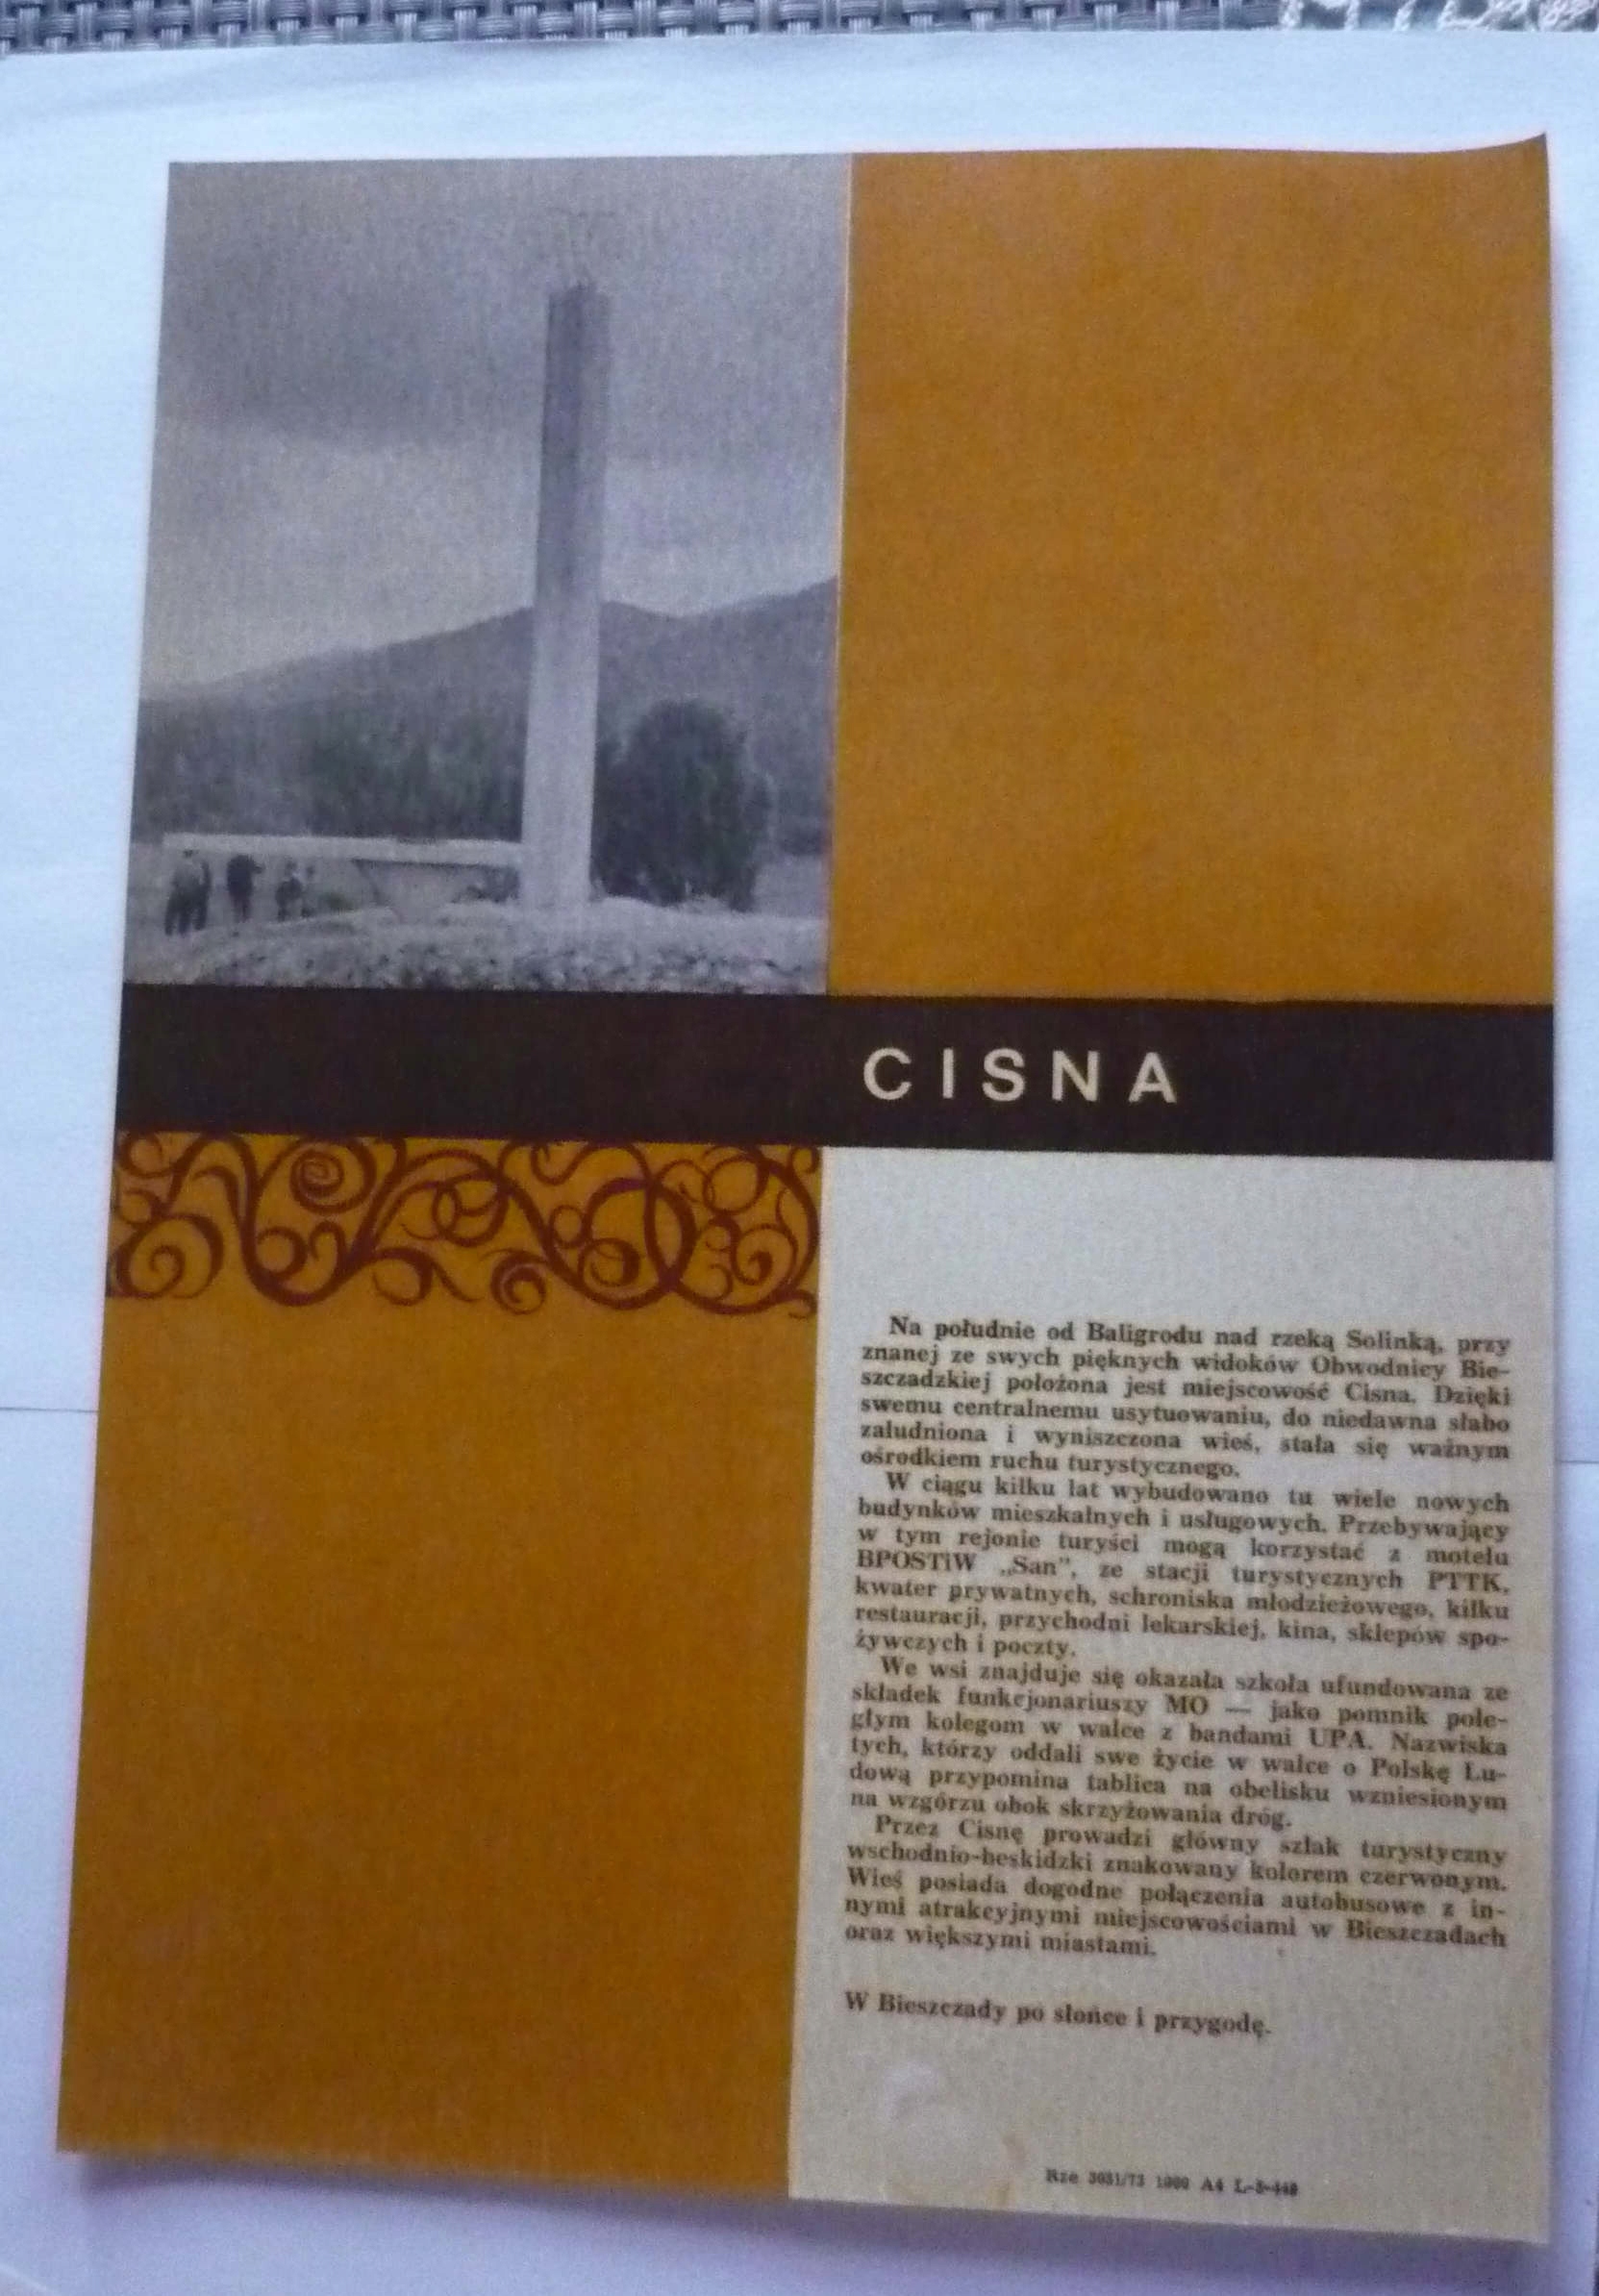 CISNA
Na południe od Baligrodu nad rzeką Solinką, przy
znanej ze swych pięknych widoków Obwodnicy Bie-
szczadzkiej położona jest miejscowość Cisna. Dzięki
swemu centralnemu usytuowaniu, do niedawna słabo
zaludniona i wyniszczona wieś, stała się ważnym
ośrodkiem ruchu turystycznego.
W ciągu kilku lat wybudowano tu wiele nowych
budynków mieszkalnych i usługowych. Przebywający
w tym rejonie turyści mogą korzystać z motelu
BPOSTiW „San", ze stacji turystycznych PTTK,
kwater prywatnych, schroniska młodzieżowego, kilku
restauracji, przychodni lekarskiej, kina, sklepów spo-
żywczych i poczty.
We wsi znajduje się okazała szkoła ufundowana ze
składek funkcjonariuszy MO — jako pomnik pole-
głym kolegom w walce z bandami UPA. Nazwiska
tych, którzy oddali swe życie w walce o Polskę Lu-
dową przypomina tablica na obelisku wzniesionym
na wzgórzu obok skrzyżowania dróg.
Przez Cisnę prowadzi główny szlak turystyczny
wschodnio-beskidzki znakowany kolorem czerwonym.
Wieś posiada dogodne połączenia autobusowe z in-
nymi atrakcyjnymi miejscowościami w Bieszczadach
oraz większymi miastami.
W Bieszczady po słońce i przygodę.
Rze A4